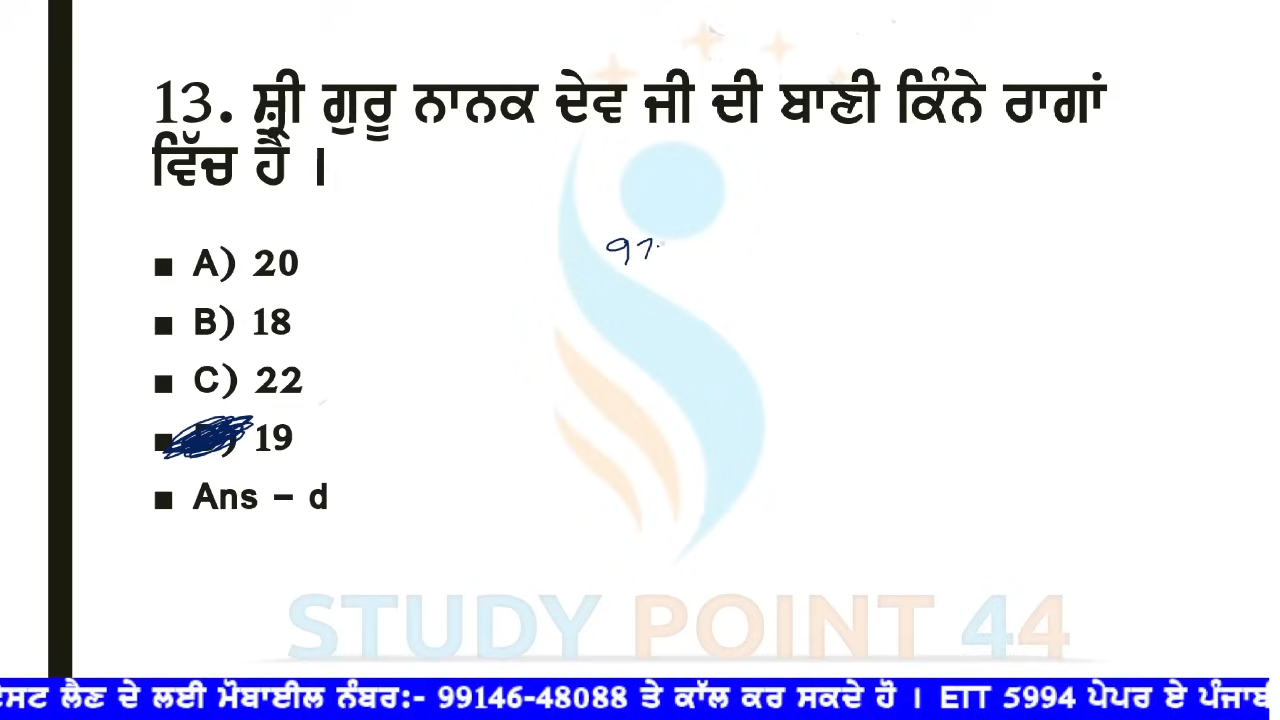 13. ਸ਼੍ਰੀ ਗੁਰੂ ਨਾਨਕ ਦੇਵ ਜੀ ਦੀ ਬਾਣੀ ਕਿੰਨੇ ਰਾਗਾਂ
ਵਿੱਚ ਹੈ ।
■ A) 20
■ B) 18
■ C) 22
■ 19
■ Ans – d
STUDY POINT 44
ਲੈਣ ਦੇ ਲਈ ਮੋਬਾਈਲ ਨੰਬਰ:- 99146-48088 ਤੇ ਕਾੱਲ ਕਰ ਸਕਦੇ ਹੋ । ETT 5994 ਪੇਪਰ ਏ